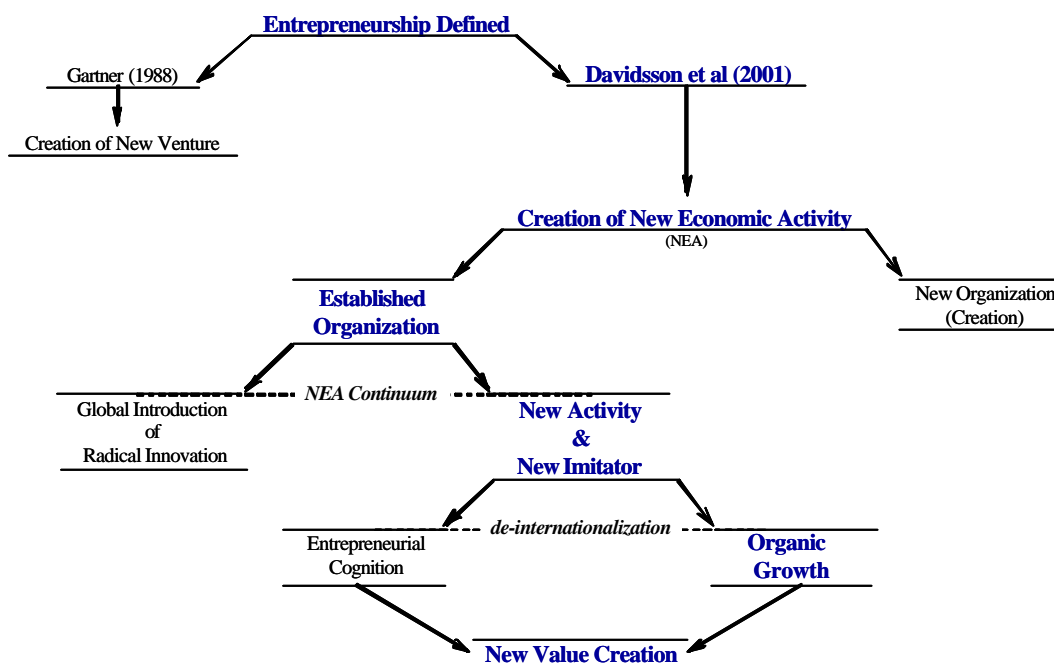 Entrepreneurship Defined
Gartner (1988)
Davidsson et al (2001)
Creation of New Venture
Creation of New Economic Activity
(NEA)
Established
Organization
New Organization
(Creation)
NEA Continuum
Global Introduction
of
Radical Innovation
New Activity
&
New Imitator
de-internationalization
Entrepreneurial
Cognition
Organic
Growth
New Value Creation